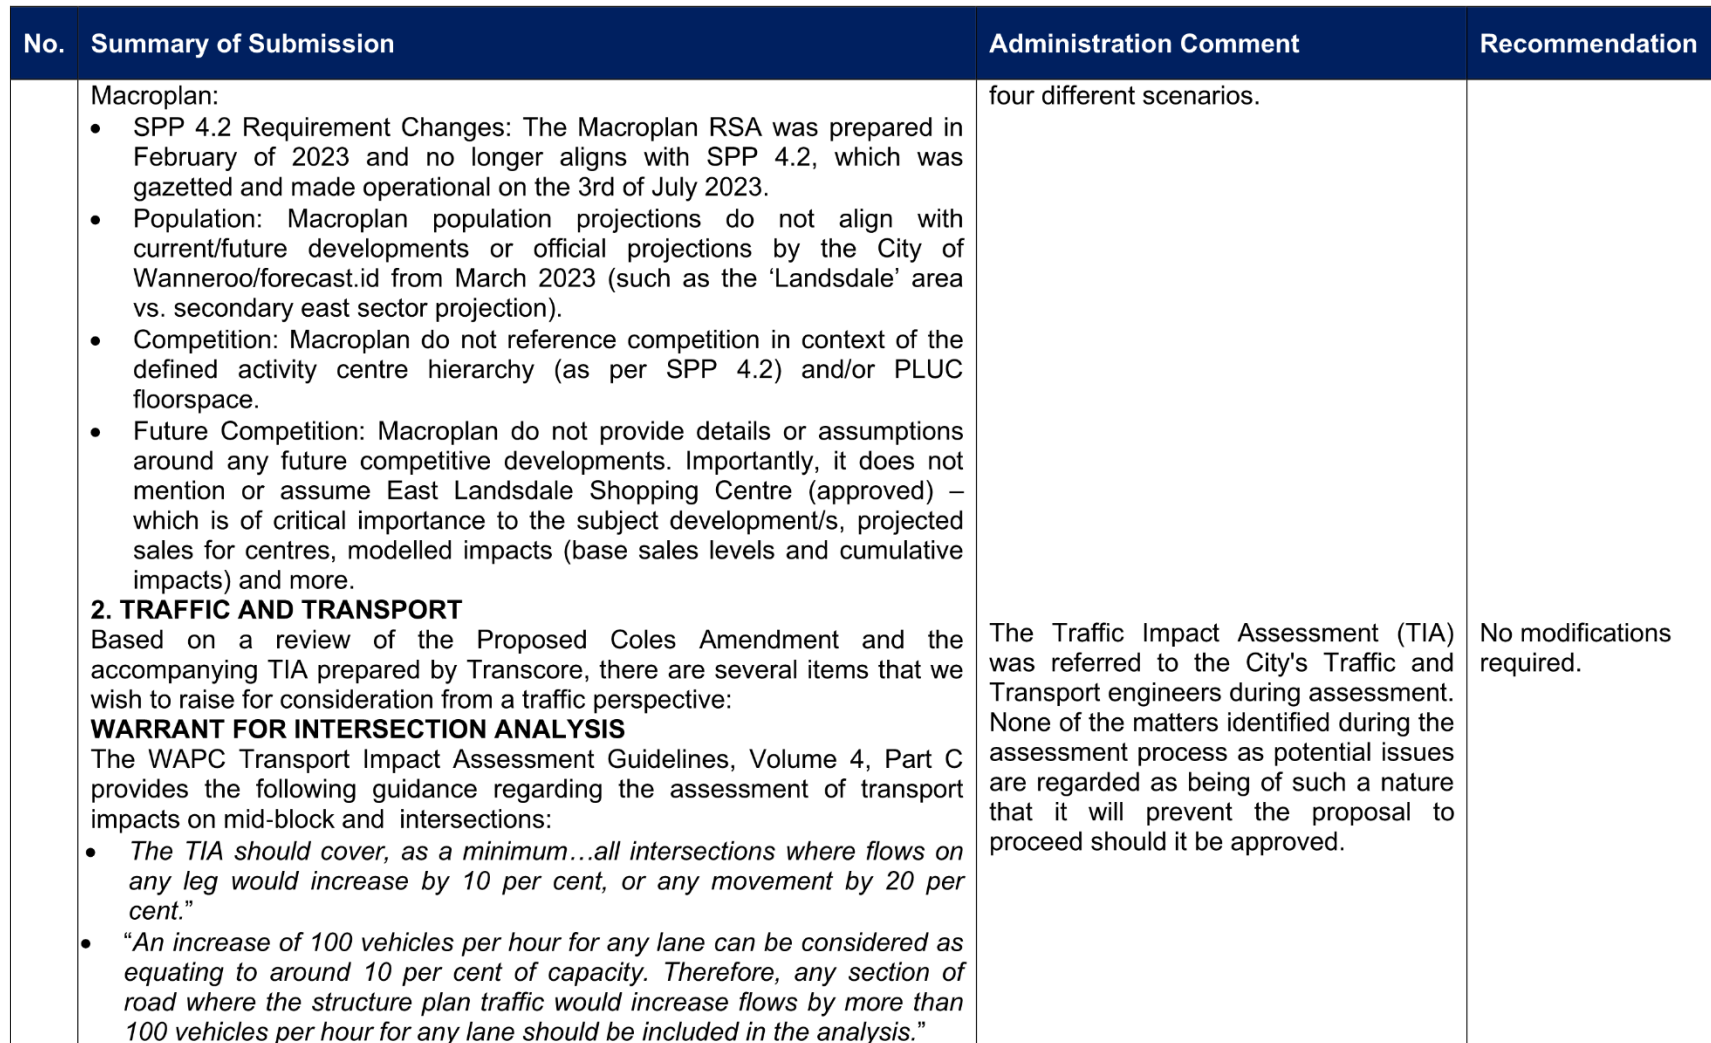 No. Summary of Submission Administration Comment Recommendation
Macroplan:
• SPP 4.2 Requirement Changes: The Macroplan RSA was prepared in
February of 2023 and no longer aligns with SPP 4.2, which was
gazetted and made operational on the 3rd of July 2023.
• Population: Macroplan population projections do not align with
current/future developments or official projections by the City of
Wanneroo/forecast.id from March 2023 (such as the ‘Landsdale’ area
vs. secondary east sector projection).
• Competition: Macroplan do not reference competition in context of the
defined activity centre hierarchy (as per SPP 4.2) and/or PLUC
floorspace.
• Future Competition: Macroplan do not provide details or assumptions
around any future competitive developments. Importantly, it does not
mention or assume East Landsdale Shopping Centre (approved) –
which is of critical importance to the subject development/s, projected
sales for centres, modelled impacts (base sales levels and cumulative
impacts) and more.
2. TRAFFIC AND TRANSPORT
Based on a review of the Proposed Coles Amendment and the
accompanying TIA prepared by Transcore, there are several items that we
wish to raise for consideration from a traffic perspective:
WARRANT FOR INTERSECTION ANALYSIS
The WAPC Transport Impact Assessment Guidelines, Volume 4, Part C
provides the following guidance regarding the assessment of transport
impacts on mid-block and intersections:
• The TIA should cover, as a minimum…all intersections where flows on
any leg would increase by 10 per cent, or any movement by 20 per
cent.”
• “An increase of 100 vehicles per hour for any lane can be considered as
equating to around 10 per cent of capacity. Therefore, any section of
road where the structure plan traffic would increase flows by more than
100 vehicles per hour for any lane should be included in the analysis.”
four different scenarios.
The Traffic Impact Assessment (TIA)
was referred to the City's Traffic and
Transport engineers during assessment.
None of the matters identified during the
assessment process as potential issues
are regarded as being of such a nature
that it will prevent the proposal to
proceed should it be approved.
No modifications
required.